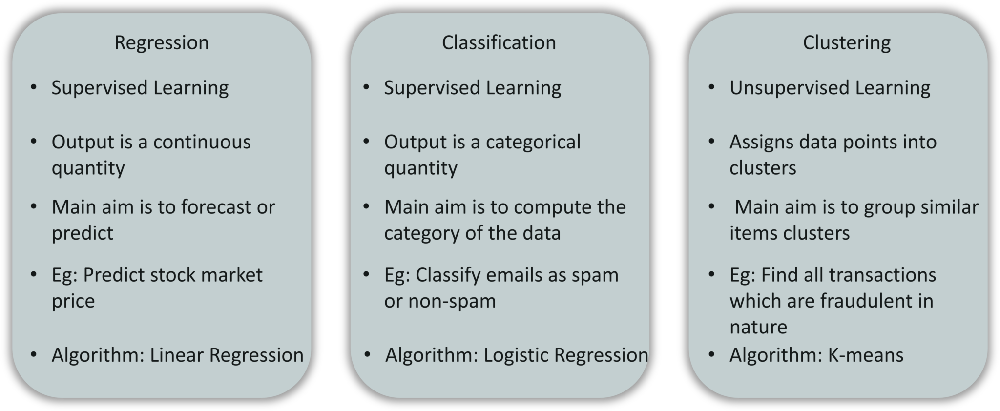 Regression
• Supervised Learning
• Output is a continuous
quantity
• Main aim is to forecast or
predict
• Eg: Predict stock market
price
• Algorithm: Linear Regression
Classification
• Supervised Learning
• Output is a categorical
quantity
• Main aim is to compute the
category of the data
• Eg: Classify emails as spam
or non-spam
• Algorithm: Logistic Regression
Clustering
• Unsupervised Learning
• Assigns data points into
clusters
• Main aim is to group similar
items clusters
• Eg: Find all transactions
which are fraudulent in
nature
• Algorithm: K-means